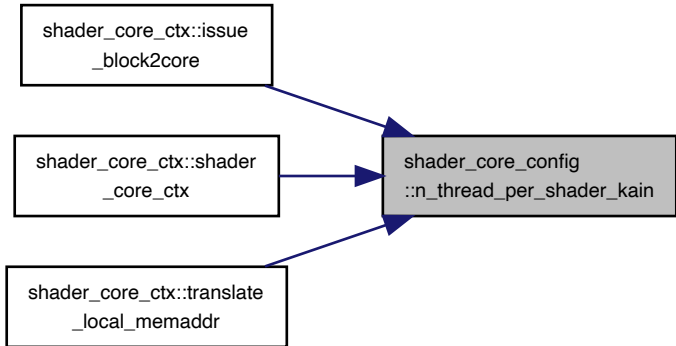 shader_core_ctx::issue
_block2core
shader_core_ctx::shader
_core_ctx
shader_core_config
::n_thread_per_shader_kain
shader_core_ctx::translate
_local_memaddr